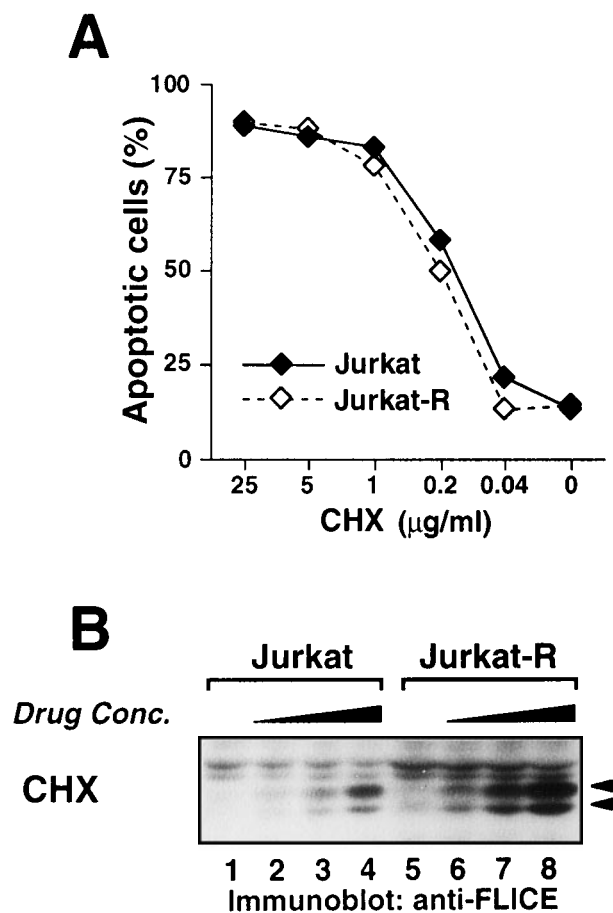 A
Apoptotic cells (%)
100
75
50
25
0
Jurkat
Jurkat-R
25 5 1 0.2 0.04 0
CHX (μg/ml)
B
Jurkat Jurkat-R
Drug Conc.
CHX
1 2 3 4 5 6 7 8
Immunoblot: anti-FLICE